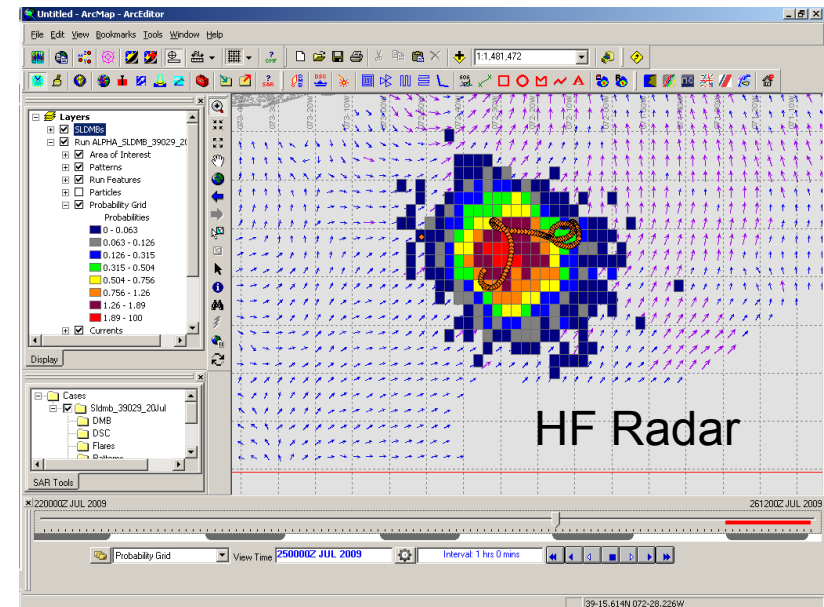 Untitled - ArcMap - ArcEditor
File Edit View Bookmarks Tools Window Help
1:1,481,472
Layers
SLDMBs
Run ALPHA_SLDMB_39029_2
Area of Interest
Patterns
Run Features
Particles
Probability Grid
Probabilities
0 - 0.063
0.063 - 0.126
0.126 - 0.315
0.315 - 0.504
0.504 - 0.756
0.756 - 1.26
1.26 - 1.89
1.89 - 100
Currents
Display
Cases
Sldmb_39029_20Jul
DMB
DSC
Flares
Patterns
SAR Tools
HF Radar
220000Z JUL 2009
261200Z JUL 2009
Probability Grid
View Time 250000Z JUL 2009
Interval: 1 hrs 0 mins
39-15.614N 072-28.226W